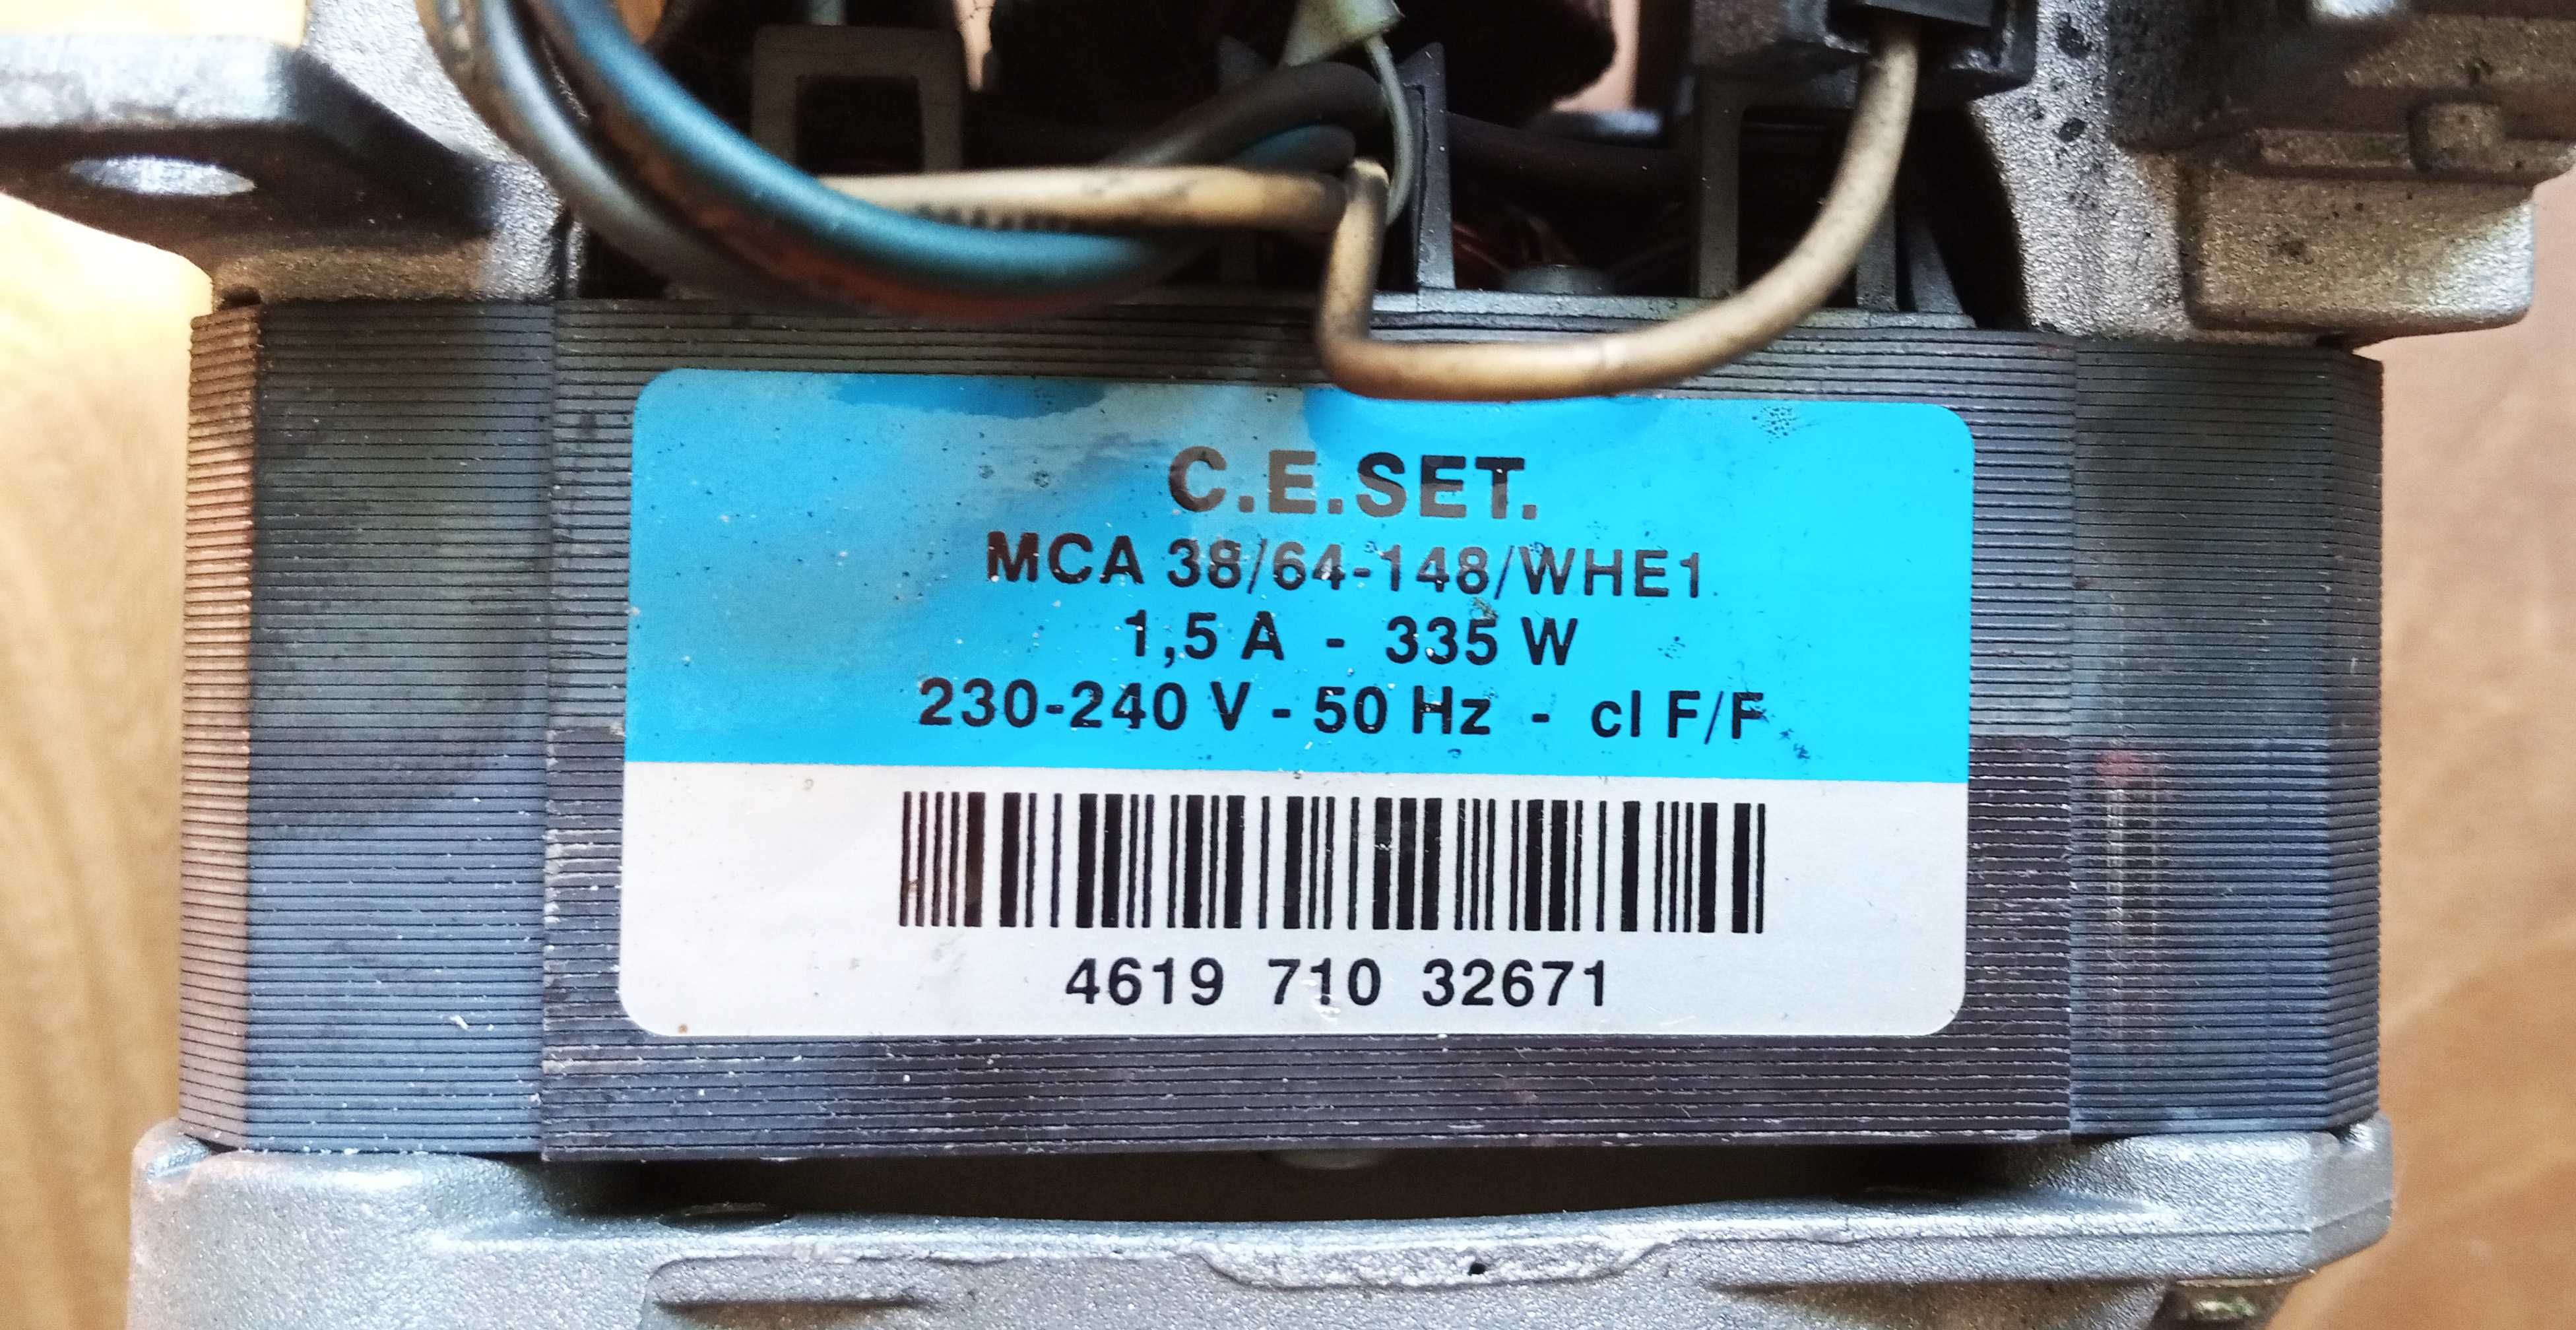 C.E.SET.
MCA 38/64-148/WHE1
1,5 A - 335 W
230-240 V - 50 Hz - cl F/F
4619 710 32671